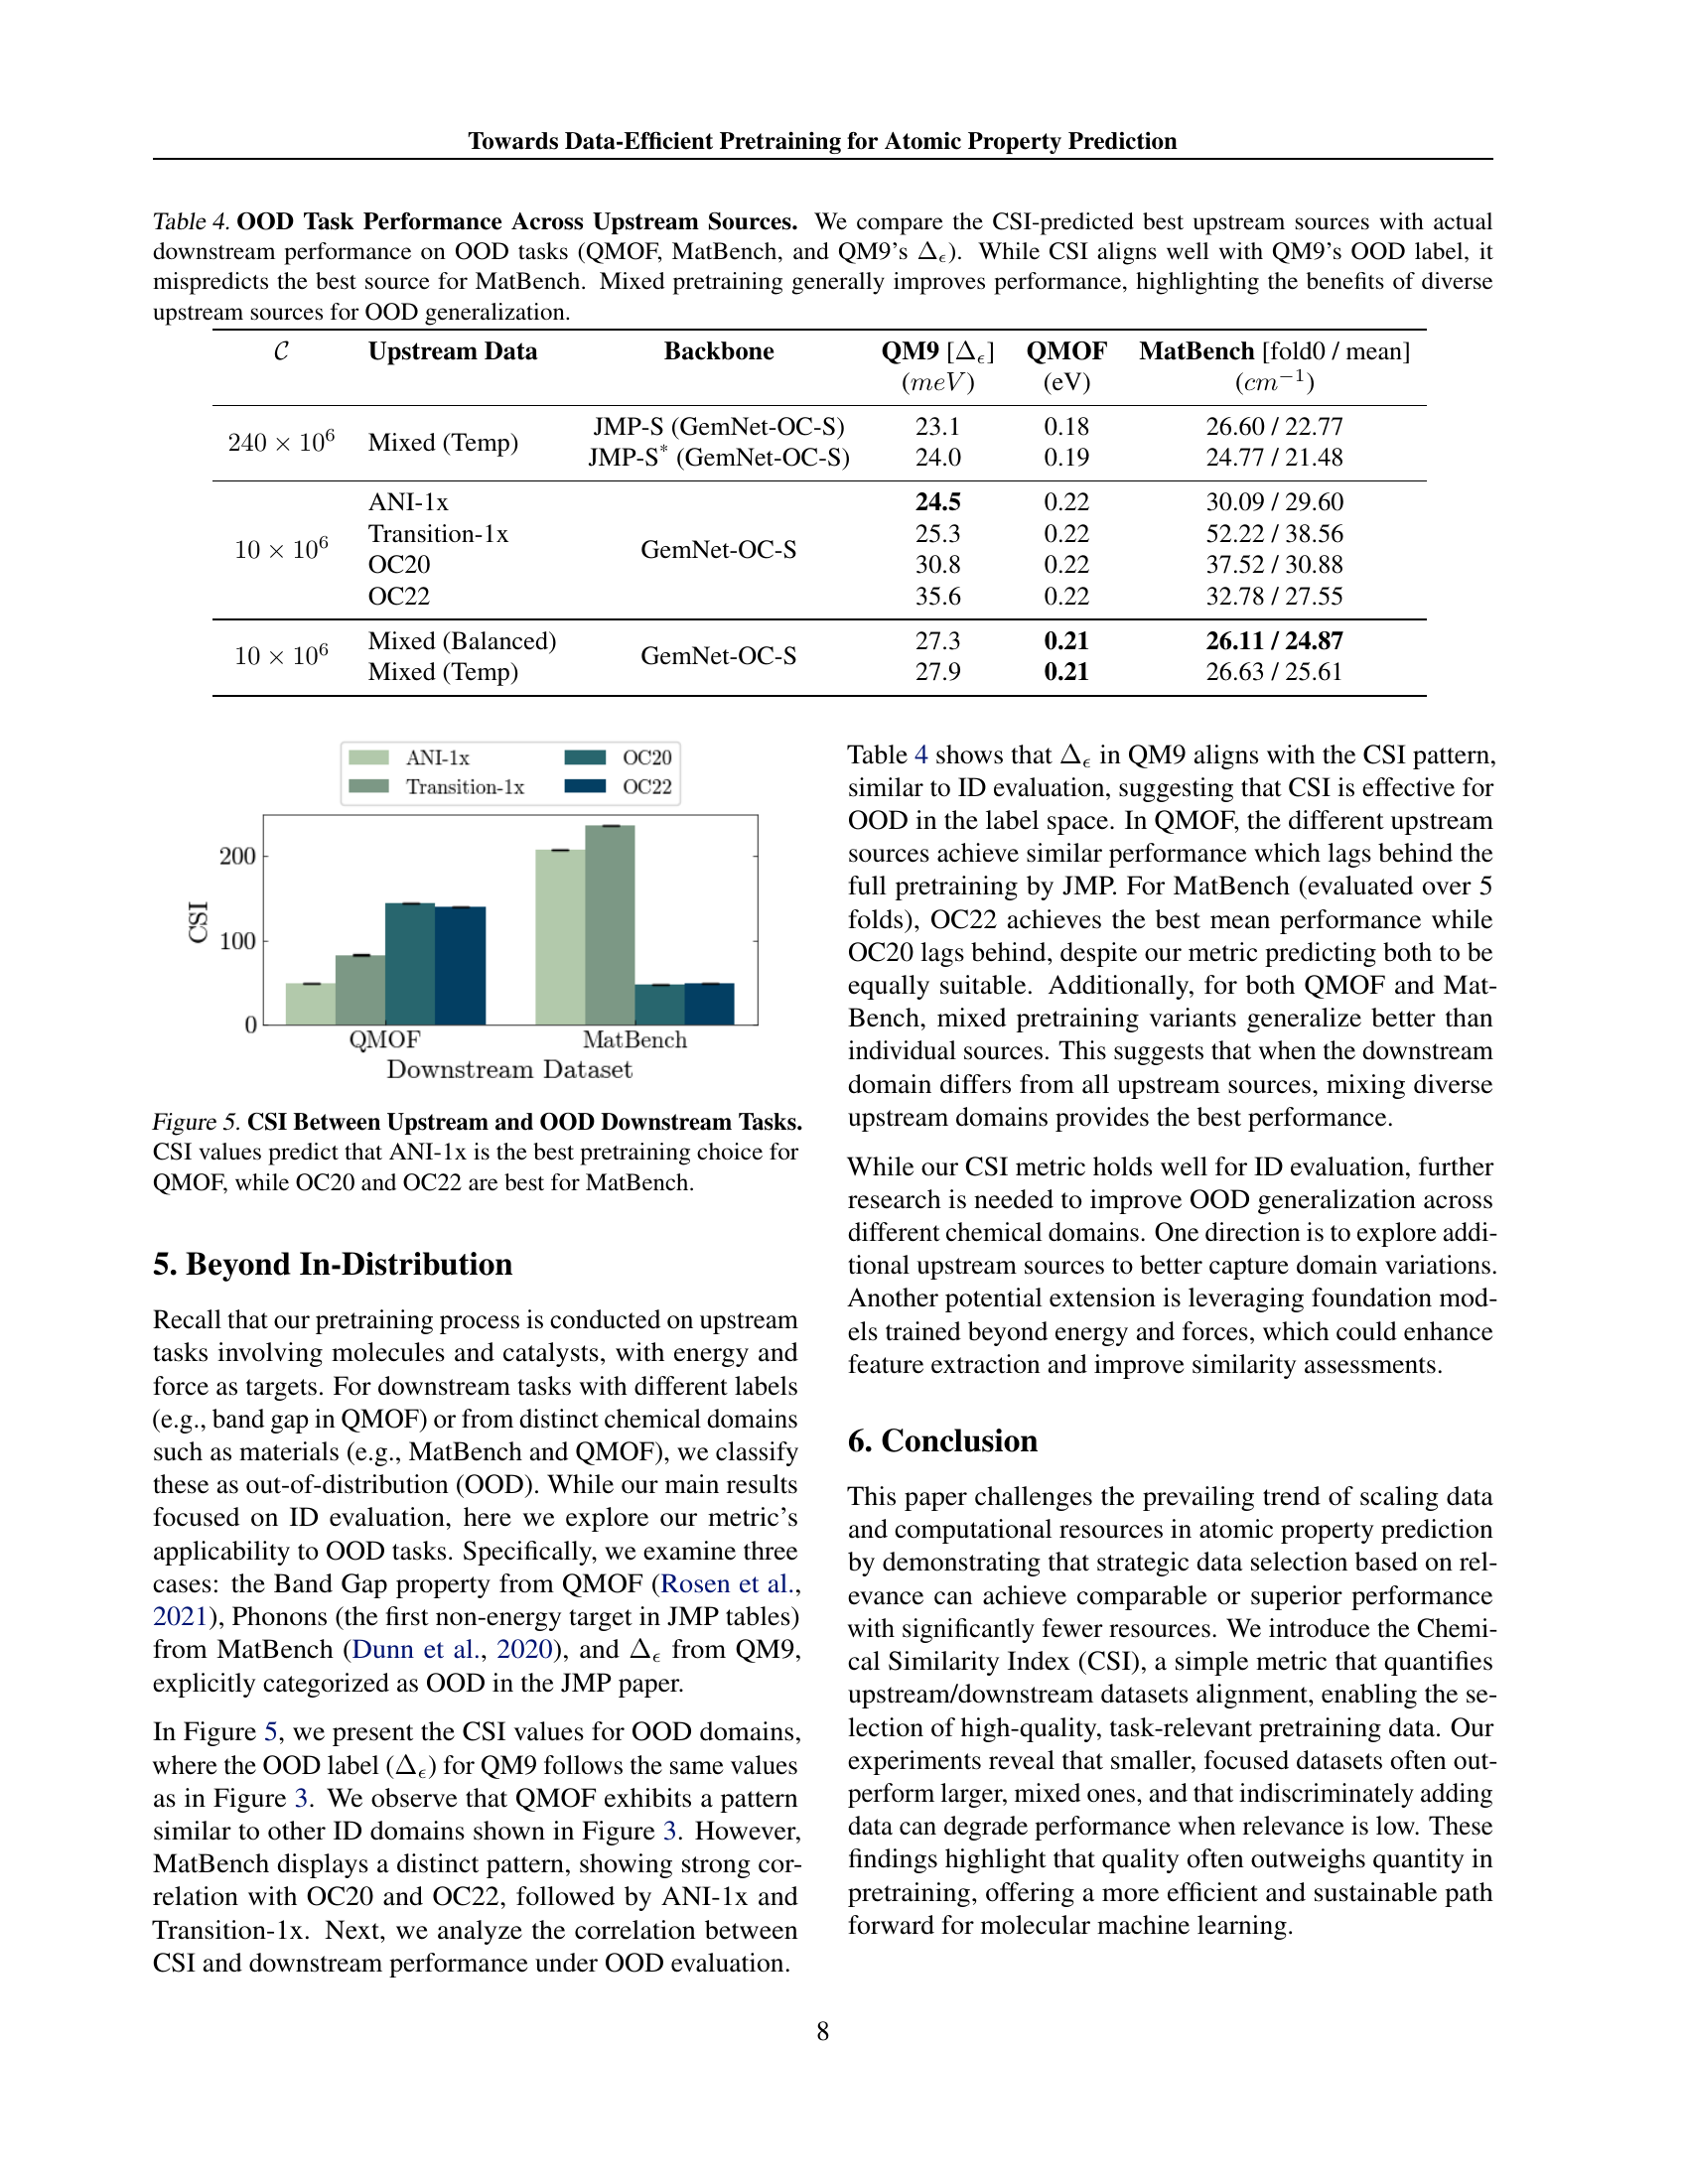 Towards Data-Efficient Pretraining for Atomic Property Prediction
Table 4. OOD Task Performance Across Upstream Sources. We compare the CSI-predicted best upstream sources with actual
downstream performance on OOD tasks (QMOF, MatBench, and QM9's Δϵ). While CSI aligns well with QM9's OOD label, it
mispredicts the best source for MatBench. Mixed pretraining generally improves performance, highlighting the benefits of diverse
upstream sources for OOD generalization.
C Upstream Data Backbone QM9 [Δϵ] QMOF MatBench [fold0 / mean]
(meV) (eV) (cm⁻¹)
240 × 10⁶ Mixed (Temp) JMP-S (GemNet-OC-S) 23.1 0.18 26.60 / 22.77
JMP-S* (GemNet-OC-S) 24.0 0.19 24.77 / 21.48
10 × 10⁶ GemNet-OC-S
ANI-1x 24.5 0.22 30.09 / 29.60
Transition-1x 25.3 0.22 52.22 / 38.56
OC20 30.8 0.22 37.52 / 30.88
OC22 35.6 0.22 32.78 / 27.55
10 × 10⁶ GemNet-OC-S
Mixed (Balanced) 27.3 0.21 26.11 / 24.87
Mixed (Temp) 27.9 0.21 26.63 / 25.61
ANI-1x OC20
Transition-1x OC22
200
100
0
CSI
QMOF MatBench
Downstream Dataset
Figure 5. CSI Between Upstream and OOD Downstream Tasks.
CSI values predict that ANI-1x is the best pretraining choice for
QMOF, while OC20 and OC22 are best for MatBench.
5. Beyond In-Distribution
Recall that our pretraining process is conducted on upstream
tasks involving molecules and catalysts, with energy and
force as targets. For downstream tasks with different labels
(e.g., band gap in QMOF) or from distinct chemical domains
such as materials (e.g., MatBench and QMOF), we classify
these as out-of-distribution (OOD). While our main results
focused on ID evaluation, here we explore our metric's
applicability to OOD tasks. Specifically, we examine three
cases: the Band Gap property from QMOF (Rosen et al.,
2021), Phonons (the first non-energy target in JMP tables)
from MatBench (Dunn et al., 2020), and Δϵ from QM9,
explicitly categorized as OOD in the JMP paper.
In Figure 5, we present the CSI values for OOD domains,
where the OOD label (Δϵ) for QM9 follows the same values
as in Figure 3. We observe that QMOF exhibits a pattern
similar to other ID domains shown in Figure 3. However,
MatBench displays a distinct pattern, showing strong cor-
relation with OC20 and OC22, followed by ANI-1x and
Transition-1x. Next, we analyze the correlation between
CSI and downstream performance under OOD evaluation.
Table 4 shows that Δϵ in QM9 aligns with the CSI pattern,
similar to ID evaluation, suggesting that CSI is effective for
OOD in the label space. In QMOF, the different upstream
sources achieve similar performance which lags behind the
full pretraining by JMP. For MatBench (evaluated over 5
folds), OC22 achieves the best mean performance while
OC20 lags behind, despite our metric predicting both to be
equally suitable. Additionally, for both QMOF and Mat-
Bench, mixed pretraining variants generalize better than
individual sources. This suggests that when the downstream
domain differs from all upstream sources, mixing diverse
upstream domains provides the best performance.
While our CSI metric holds well for ID evaluation, further
research is needed to improve OOD generalization across
different chemical domains. One direction is to explore addi-
tional upstream sources to better capture domain variations.
Another potential extension is leveraging foundation mod-
els trained beyond energy and forces, which could enhance
feature extraction and improve similarity assessments.
6. Conclusion
This paper challenges the prevailing trend of scaling data
and computational resources in atomic property prediction
by demonstrating that strategic data selection based on rel-
evance can achieve comparable or superior performance
with significantly fewer resources. We introduce the Chemi-
cal Similarity Index (CSI), a simple metric that quantifies
upstream/downstream datasets alignment, enabling the se-
lection of high-quality, task-relevant pretraining data. Our
experiments reveal that smaller, focused datasets often out-
perform larger, mixed ones, and that indiscriminately adding
data can degrade performance when relevance is low. These
findings highlight that quality often outweighs quantity in
pretraining, offering a more efficient and sustainable path
forward for molecular machine learning.
8